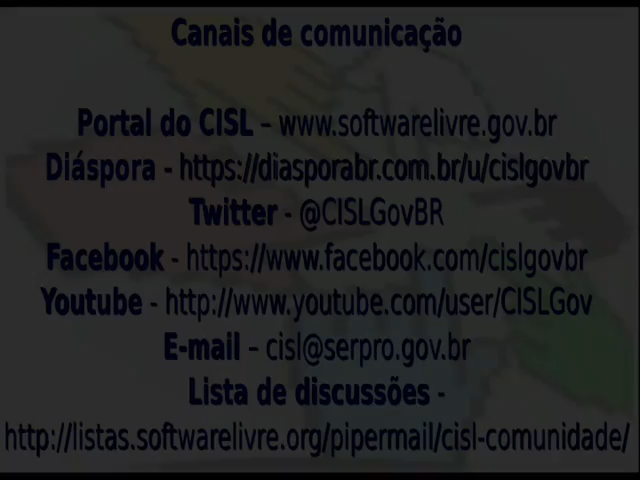 Canais de comunicação
Portal do CISL – www.softwarelivre.gov.br
Diáspora - https://diasporabr.com.br/u/cislgovbr
Twitter - @CISLGovBR
Facebook - https://www.facebook.com/cislgovbr
Youtube - http://www.youtube.com/user/CISLGov
E-mail – cisl@serpro.gov.br
Lista de discussões -
http://listas.softwarelivre.org/pipermail/cisl-comunidade/